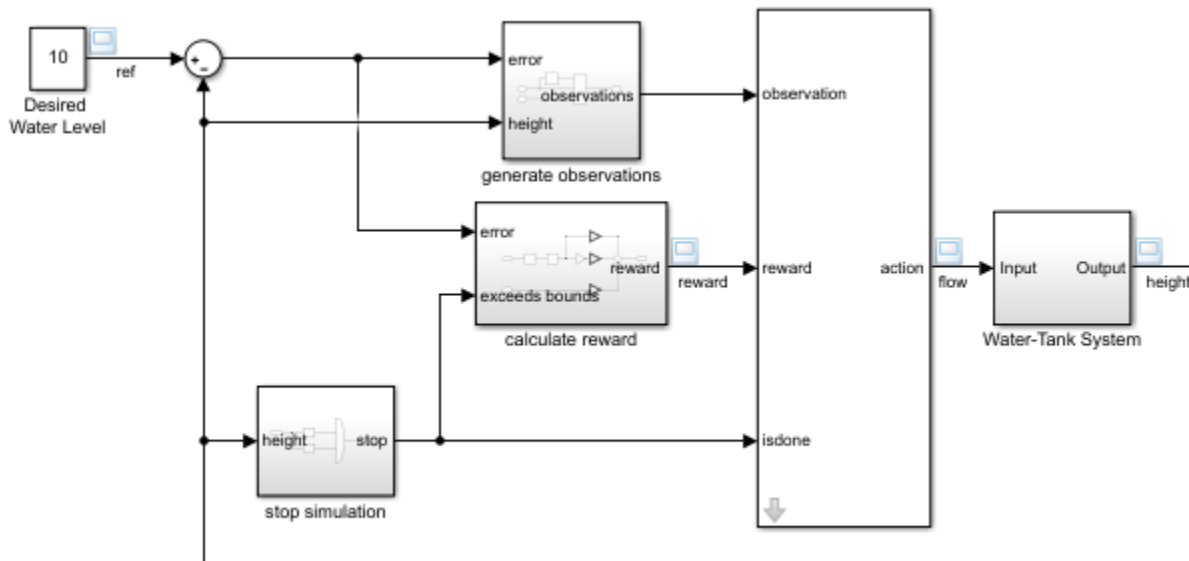 10
ref
Desired
Water Level
+
-
error
observations
height
generate observations
observation
error
reward
exceeds bounds
calculate reward
reward
reward
action
flow
Input
Output
Water-Tank System
height
height
stop
stop simulation
isdone